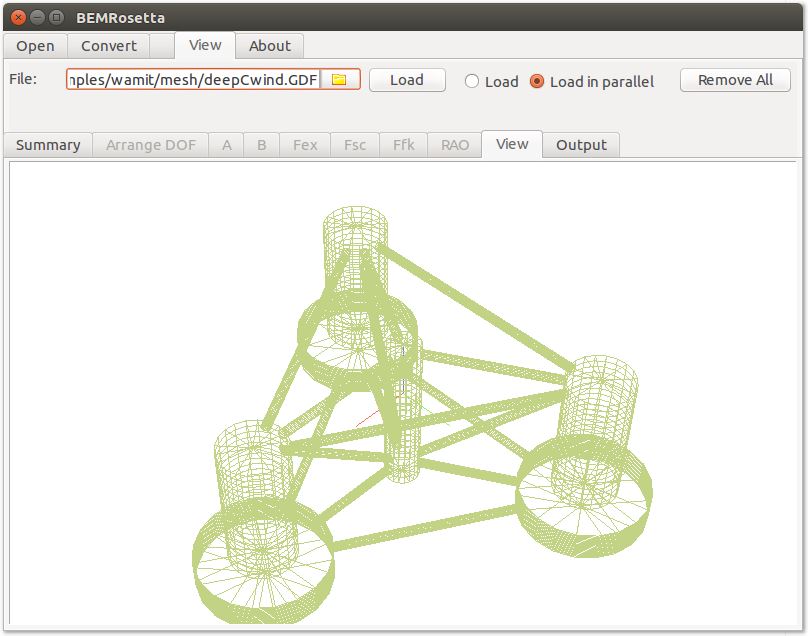 BEMRosetta
Open Convert View About
File: nples/wamit/mesh/deepCwind.GDF Load Load Load in parallel Remove All
Summary Arrange DOF A B Fex Fsc Ffk RAO View Output